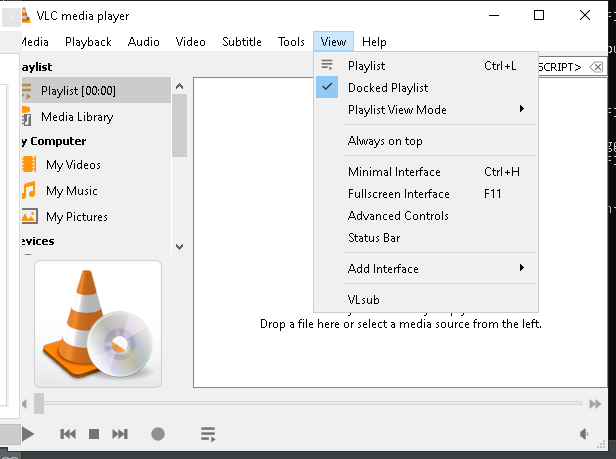 VLC media player
Media Playback Audio Video Subtitle Tools View Help
aylist
Playlist [00:00]
Media Library
y Computer
My Videos
My Music
My Pictures
evices
SCRIPT>
Playlist Ctrl+L
Docked Playlist
Playlist View Mode
Always on top
Minimal Interface Ctrl+H
Fullscreen Interface F11
Advanced Controls
Status Bar
Add Interface
VLsub
Drop a file here or select a media source from the left.